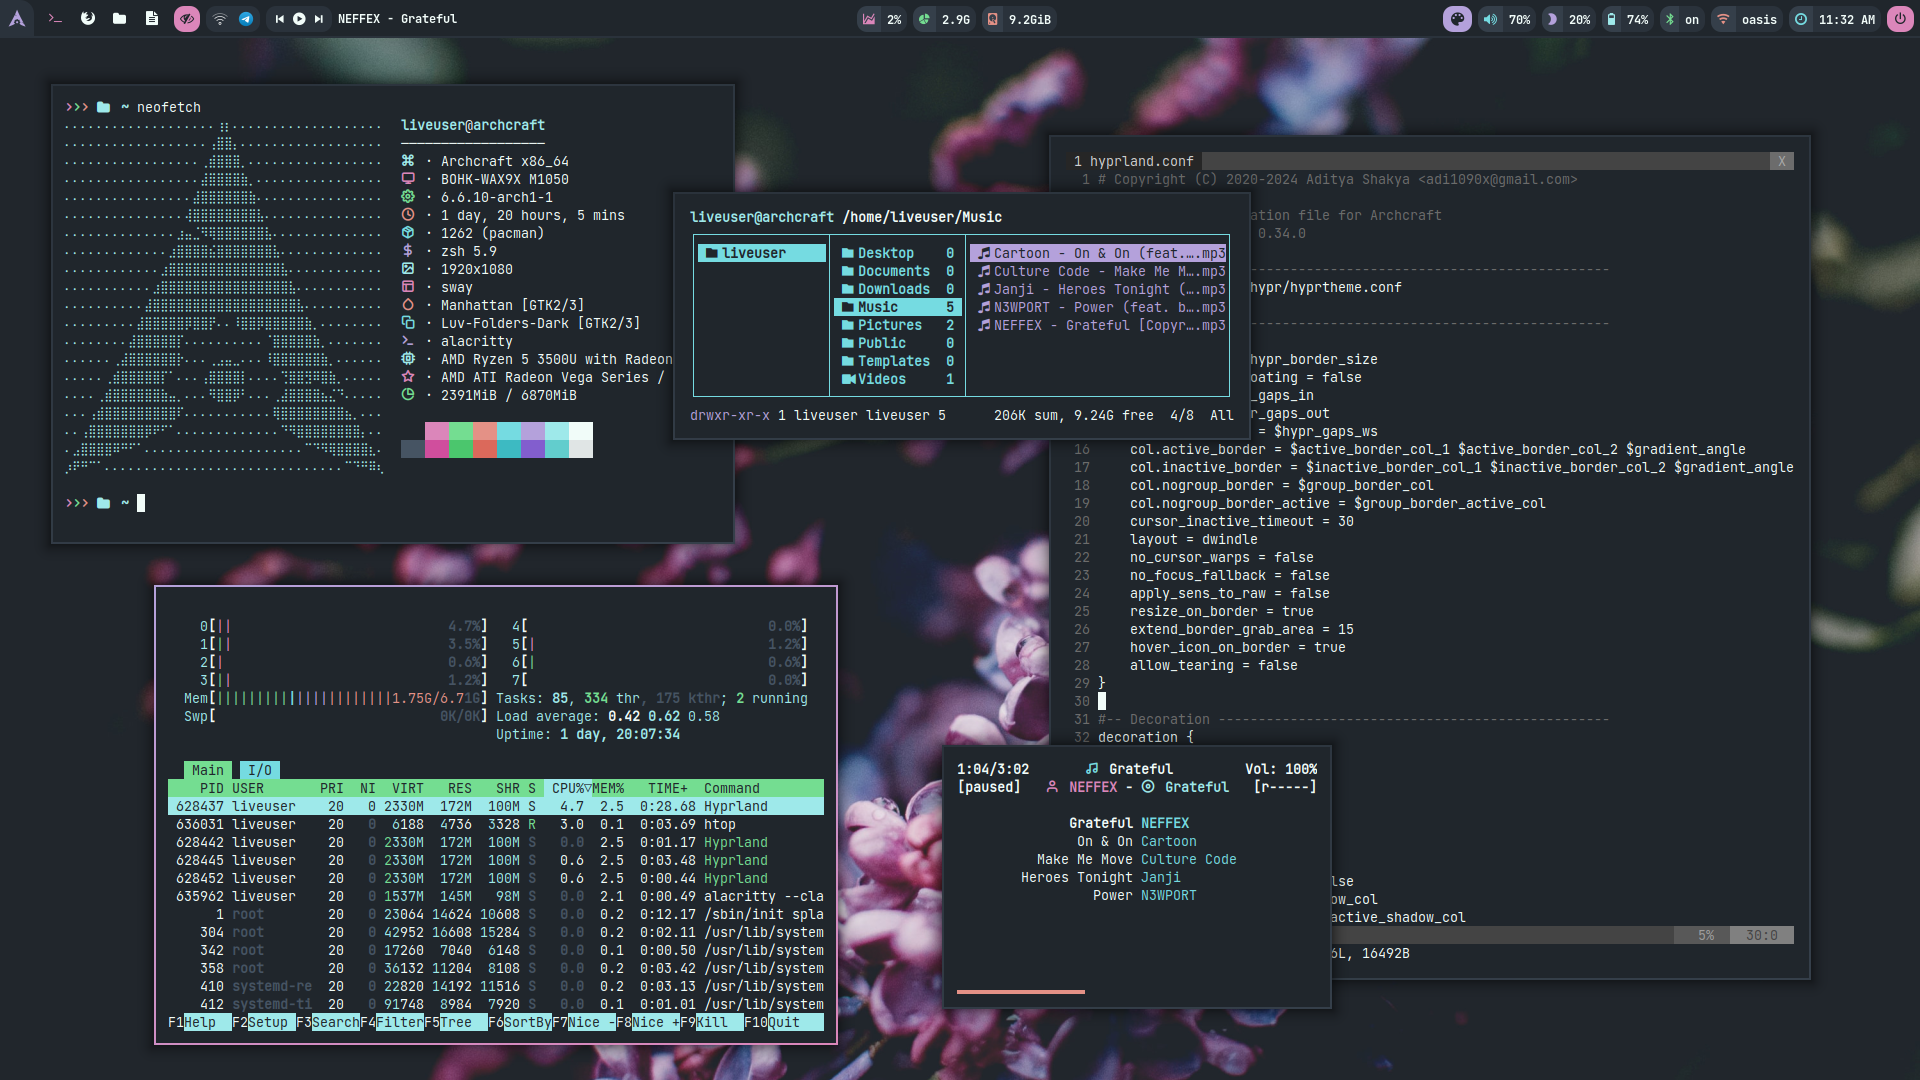 NEFFEX - Grateful
2%
2.9G
9.2GiB
70%
20%
74%
on
oasis
11:32 AM
>>> ~ neofetch
liveuser@archcraft
· Archcraft x86_64
· BOHK-WAX9X M1050
· 6.6.10-arch1-1
· 1 day, 20 hours, 5 mins
· 1262 (pacman)
· zsh 5.9
· 1920x1080
· sway
· Manhattan [GTK2/3]
· Luv-Folders-Dark [GTK2/3]
· alacritty
· AMD Ryzen 5 3500U with Radeon
· AMD ATI Radeon Vega Series /
· 2391MiB / 6870MiB
>>> ~
liveuser@archcraft /home/liveuser/Music
liveuser
Desktop 0
Documents 0
Downloads 0
Music 5
Pictures 2
Public 0
Templates 0
Videos 1
Cartoon - On & On (feat.….mp3
Culture Code - Make Me M….mp3
Janji - Heroes Tonight (….mp3
N3WPORT - Power (feat. b….mp3
NEFFEX - Grateful [Copyr….mp3
drwxr-xr-x 1 liveuser liveuser 5 206K sum, 9.24G free 4/8 All
1 hyprland.conf X
1 # Copyright (C) 2020-2024 Aditya Shakya <adi1090x@gmail.com>
ation file for Archcraft
0.34.0
---------------------------------------------
hypr/hyprtheme.conf
---------------------------------------------
hypr_border_size
oating = false
_gaps_in
r_gaps_out
= $hypr_gaps_ws
16 col.active_border = $active_border_col_1 $active_border_col_2 $gradient_angle
17 col.inactive_border = $inactive_border_col_1 $inactive_border_col_2 $gradient_angle
18 col.nogroup_border = $group_border_col
19 col.nogroup_border_active = $group_border_active_col
20 cursor_inactive_timeout = 30
21 layout = dwindle
22 no_cursor_warps = false
23 no_focus_fallback = false
24 apply_sens_to_raw = false
25 resize_on_border = true
26 extend_border_grab_area = 15
27 hover_icon_on_border = true
28 allow_tearing = false
29 }
30
31 #-- Decoration -------------------------------------------------
32 decoration {
lse
ow_col
active_shadow_col
5% 30:0
6L, 16492B
0[|| 4.7%] 4[ 0.0%]
1[|| 3.5%] 5[| 1.2%]
2[| 0.6%] 6[| 0.6%]
3[|| 1.2%] 7[ 0.0%]
Mem[||||||||||||||||||||||1.75G/6.71G] Tasks: 85, 334 thr, 175 kthr; 2 running
Swp[ 0K/0K] Load average: 0.42 0.62 0.58
Uptime: 1 day, 20:07:34
Main I/O
PID USER PRI NI VIRT RES SHR S CPU%▽MEM% TIME+ Command
628437 liveuser 20 0 2330M 172M 100M S 4.7 2.5 0:28.68 Hyprland
636031 liveuser 20 0 6188 4736 3328 R 3.0 0.1 0:03.69 htop
628442 liveuser 20 0 2330M 172M 100M S 0.0 2.5 0:01.17 Hyprland
628445 liveuser 20 0 2330M 172M 100M S 0.6 2.5 0:03.48 Hyprland
628452 liveuser 20 0 2330M 172M 100M S 0.6 2.5 0:00.44 Hyprland
635962 liveuser 20 0 1537M 145M 98M S 0.0 2.1 0:00.49 alacritty --cla
1 root 20 0 23064 14624 10608 S 0.0 0.2 0:12.17 /sbin/init spla
304 root 20 0 42952 16608 15284 S 0.0 0.2 0:02.11 /usr/lib/system
342 root 20 0 17260 7040 6148 S 0.0 0.1 0:00.50 /usr/lib/system
358 root 20 0 36132 11204 8108 S 0.0 0.2 0:03.42 /usr/lib/system
410 systemd-re 20 0 22820 14192 11516 S 0.0 0.2 0:03.13 /usr/lib/system
412 systemd-ti 20 0 91748 8984 7920 S 0.0 0.1 0:01.01 /usr/lib/system
F1Help F2Setup F3SearchF4FilterF5Tree F6SortByF7Nice -F8Nice +F9Kill F10Quit
1:04/3:02 Grateful Vol: 100%
[paused] NEFFEX - Grateful [r-----]
Grateful NEFFEX
On & On Cartoon
Make Me Move Culture Code
Heroes Tonight Janji
Power N3WPORT